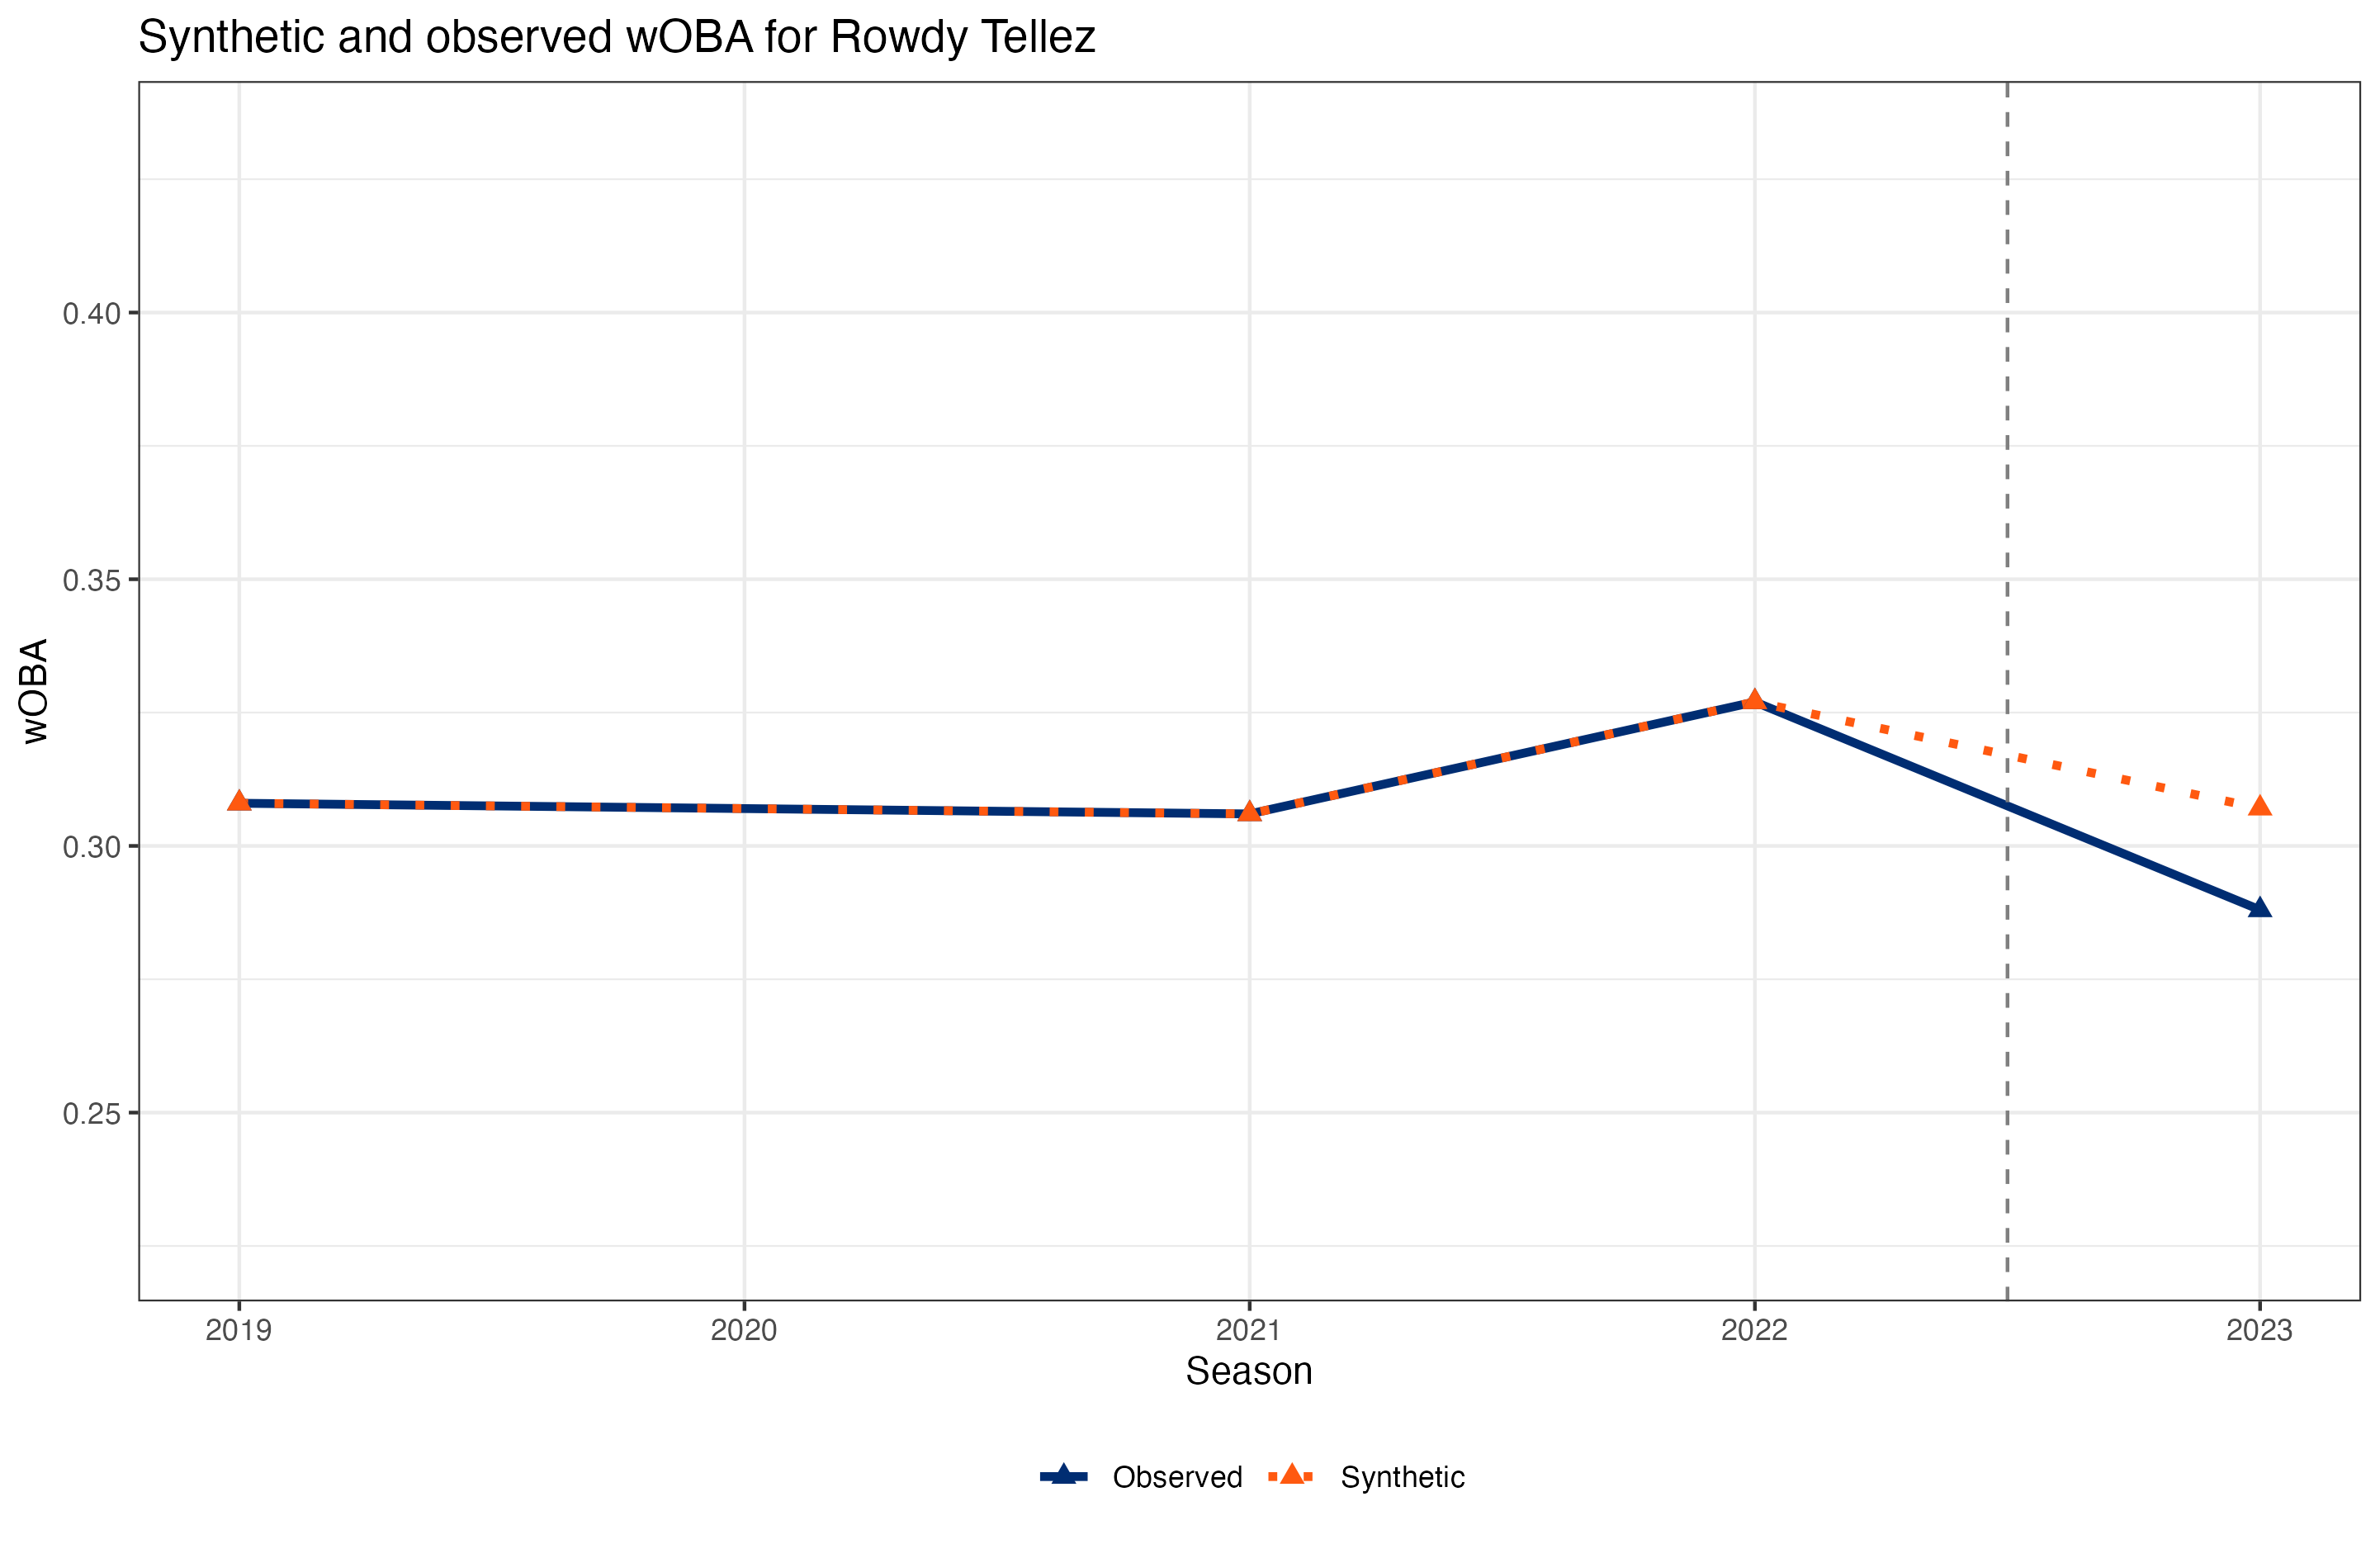 Synthetic and observed wOBA for Rowdy Tellez
wOBA
0.40
0.35
0.30
0.25
2019 2020 2021 2022 2023
Season
Observed Synthetic